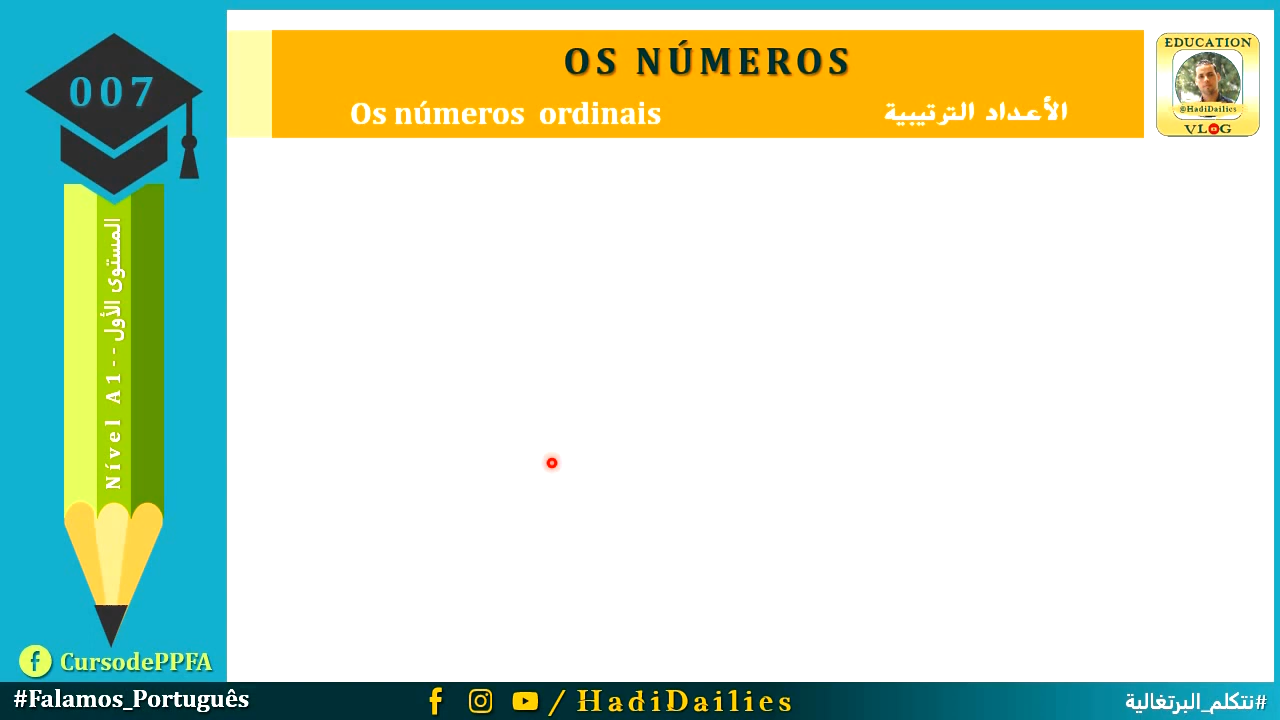 007
OS NÚMEROS
Os números ordinais
الأعداد الترتيبية
EDUCATION
@HadiDailies
VLOG
Nível A1 - - المستوى الأول
CursodePPFA
#Falamos_Português
/ HadiDailies
#نتكلم_البرتغالية